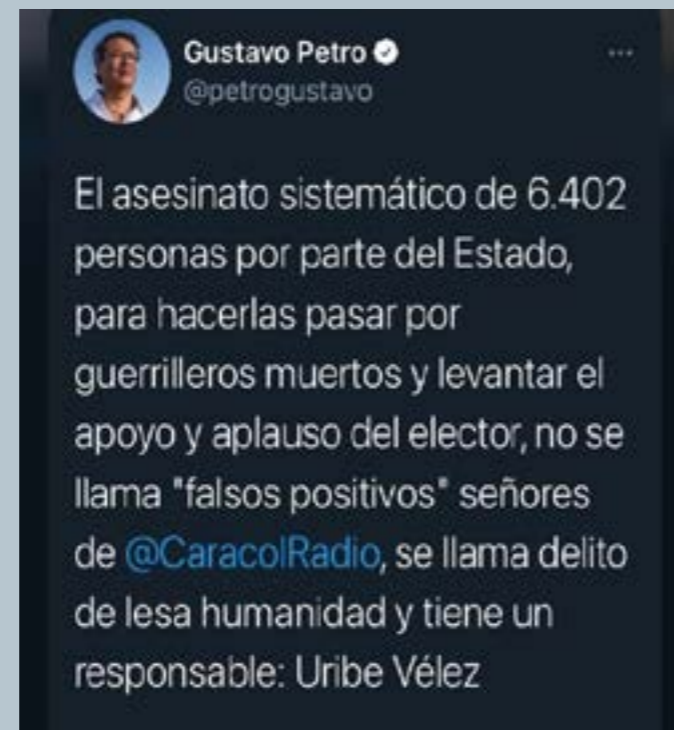 Gustavo Petro
@petrogustavo
El asesinato sistemático de 6.402
personas por parte del Estado,
para hacerlas pasar por
guerrilleros muertos y levantar el
apoyo y aplauso del elector, no se
llama "falsos positivos" señores
de @CaracolRadio, se llama delito
de lesa humanidad y tiene un
responsable: Uribe Vélez